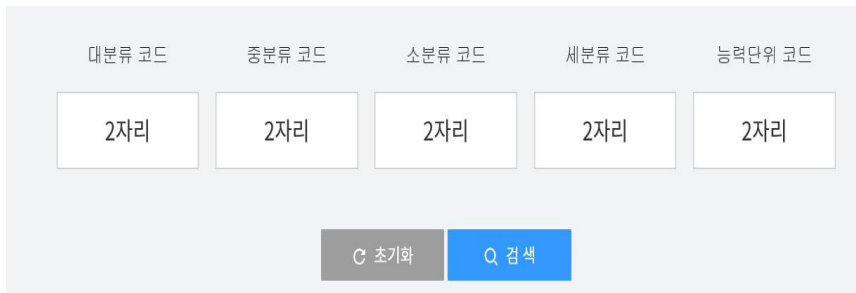 대분류 코드 중분류 코드 소분류 코드 세분류 코드 능력단위 코드
2자리 2자리 2자리 2자리 2자리
초기화 검색